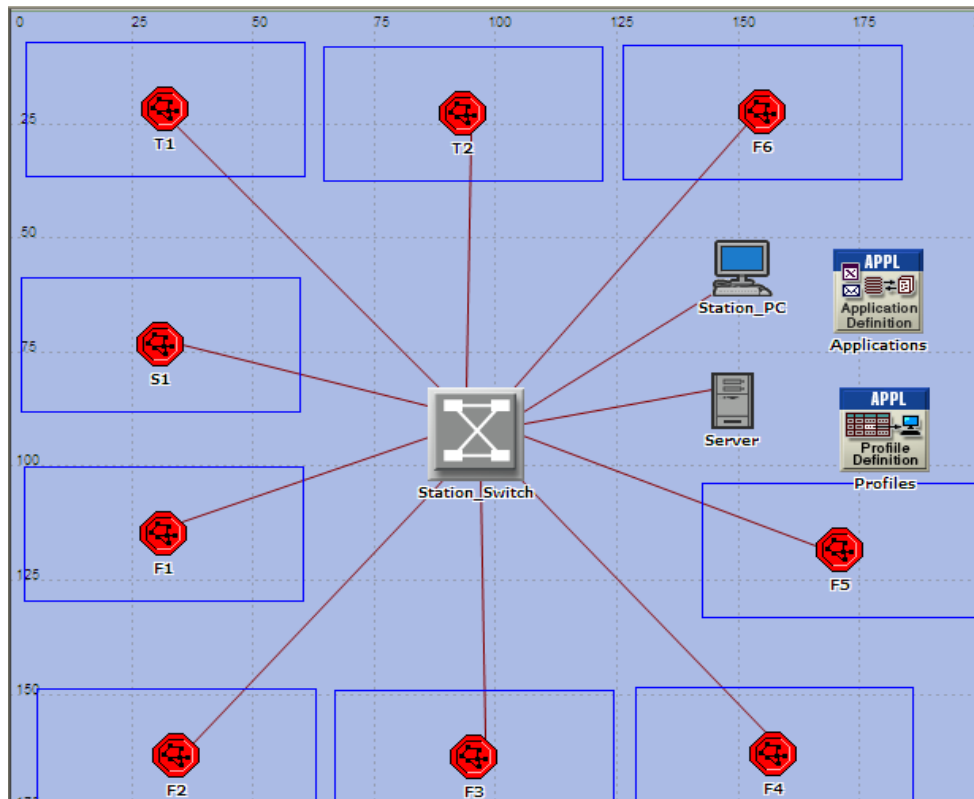 0 25 50 75 100 125 150 175
25
T1 T2 F6
50
APPL
Application
Definition
Station_PC
Applications
75
S1
APPL
Profiile
Definition
Server
100
Profiles
Station_Switch
F1
125
F5
150
F2 F3 F4